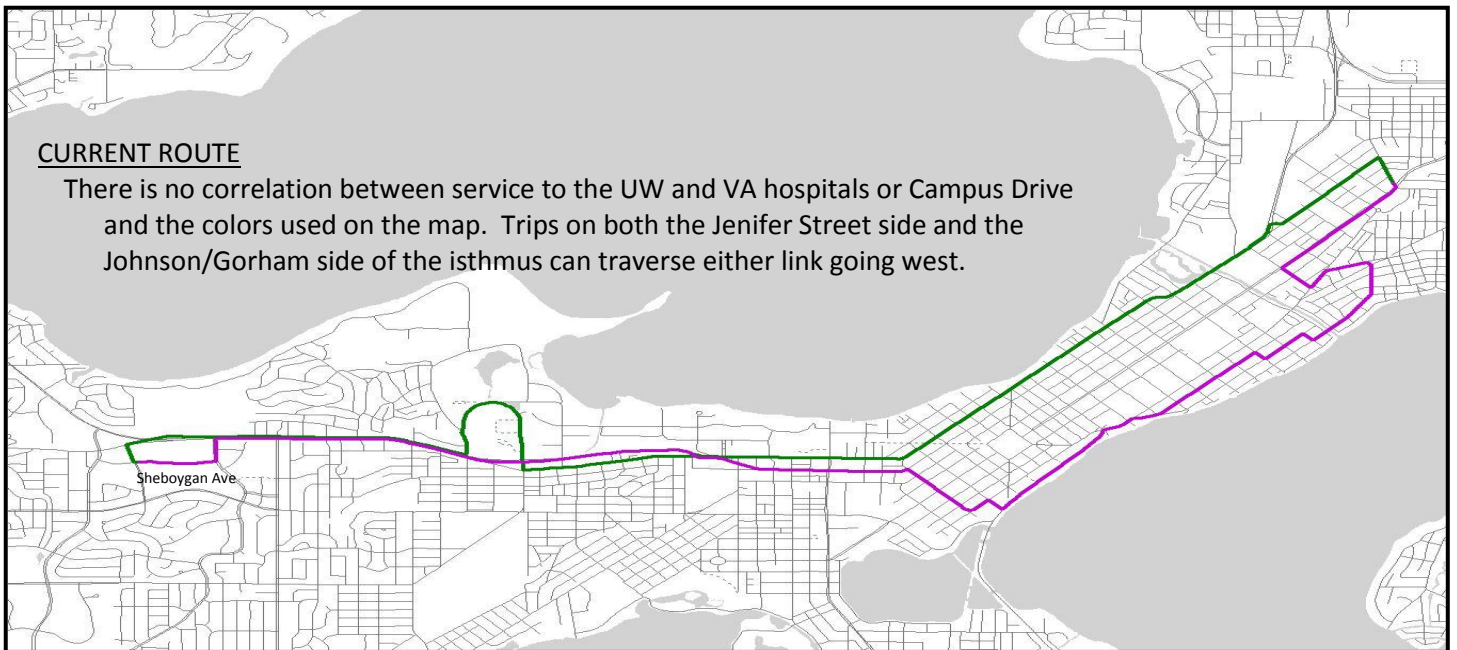 CURRENT ROUTE
There is no correlation between service to the UW and VA hospitals or Campus Drive
and the colors used on the map.  Trips on both the Jenifer Street side and the
Johnson/Gorham side of the isthmus can traverse either link going west.
Sheboygan Ave